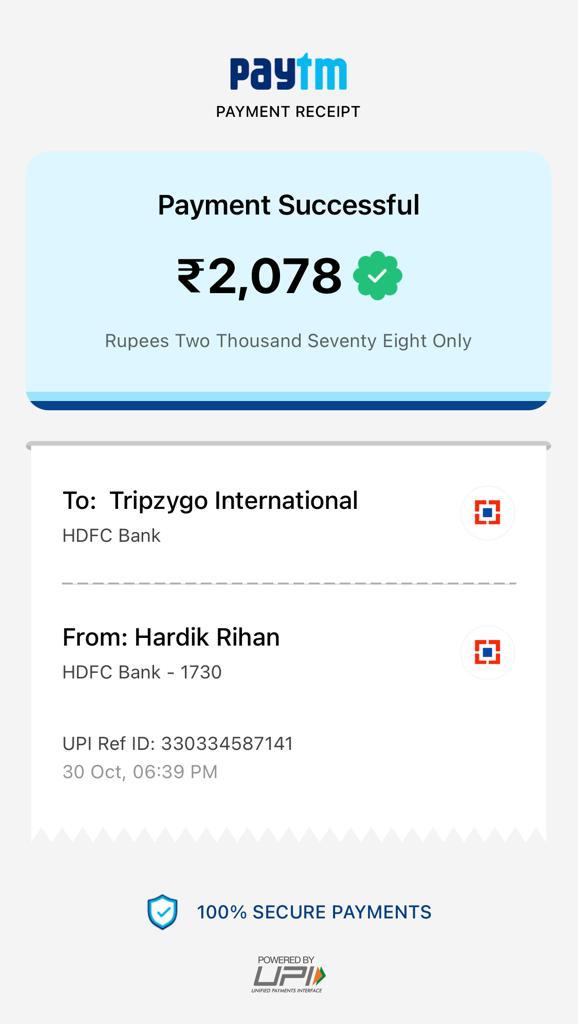 paytm
PAYMENT RECEIPT
Payment Successful
₹2,078
Rupees Two Thousand Seventy Eight Only
To: Tripzygo International
HDFC Bank
From: Hardik Rihan
HDFC Bank - 1730
UPI Ref ID: 330334587141
30 Oct, 06:39 PM
100% SECURE PAYMENTS
POWERED BY
UPI
UNIFIED PAYMENTS INTERFACE